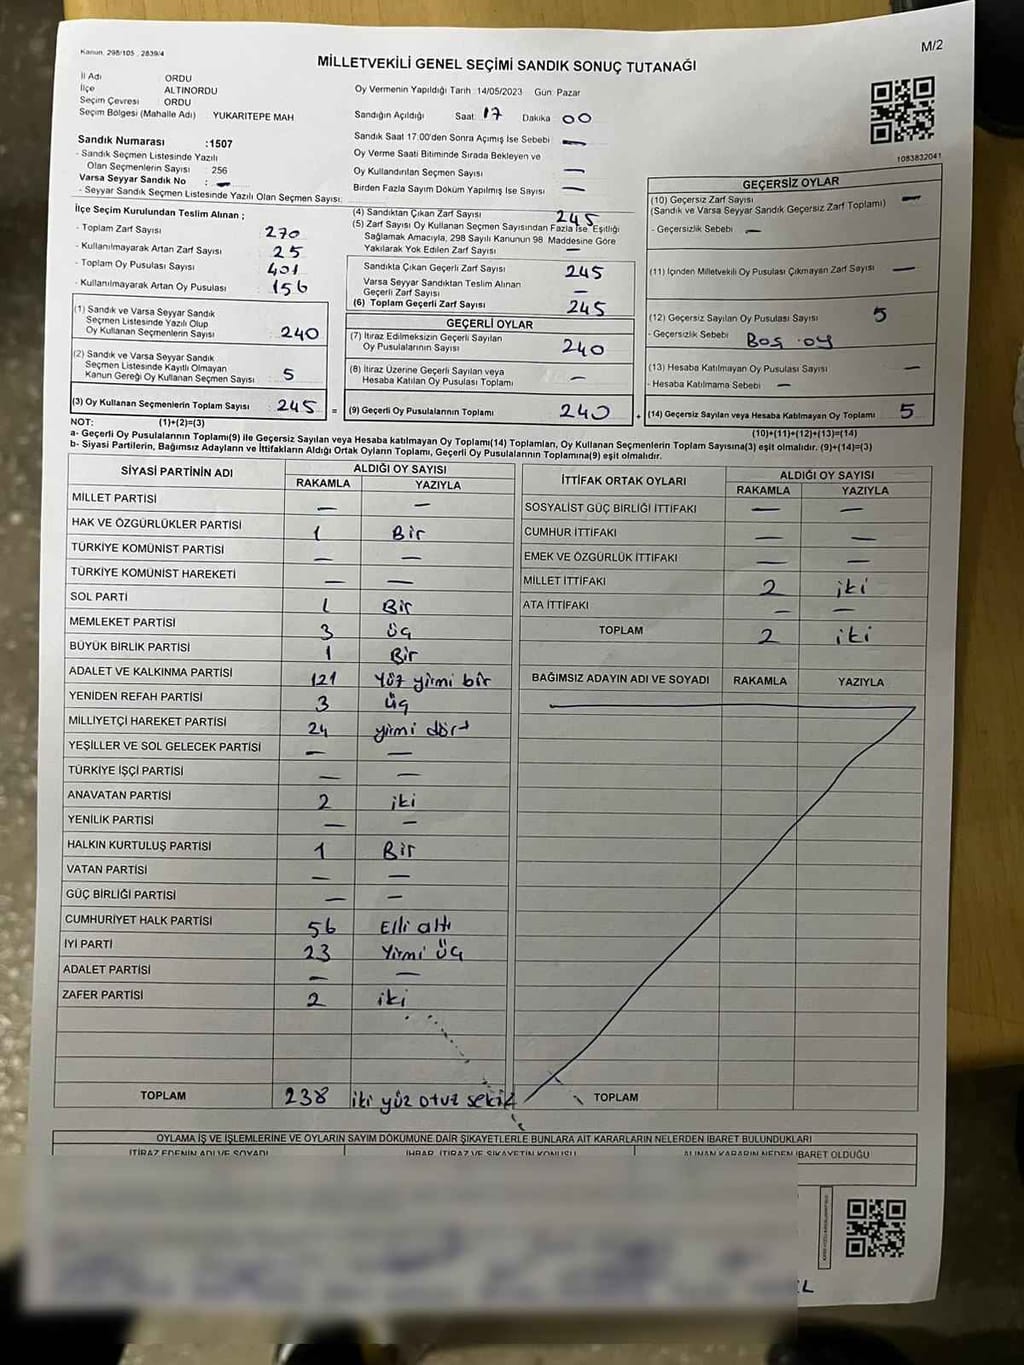 Kanun: 298/105 . 2839/4
M/2
MİLLETVEKİLİ GENEL SEÇİMİ SANDIK SONUÇ TUTANAĞI
İl Adı ORDU
İlçe ALTINORDU
Seçim Çevresi ORDU
Seçim Bölgesi (Mahalle Adı) YUKARITEPE MAH
Sandık Numarası :1507
- Sandık Seçmen Listesinde Yazılı
Olan Seçmenlerin Sayısı : 256
Varsa Seyyar Sandık No : —
- Seyyar Sandık Seçmen Listesinde Yazılı Olan Seçmen Sayısı:
Oy Vermenin Yapıldığı Tarih : 14/05/2023 Gün: Pazar
Sandığın Açıldığı Saat: 17 Dakika 00
Sandık Saat 17:00'den Sonra Açımış İse Sebebi —
Oy Verme Saati Bitiminde Sırada Bekleyen ve
Oy Kullandırılan Seçmen Sayısı —
Birden Fazla Sayım Döküm Yapılmış İse Sayısı —
1083832041
İlçe Seçim Kurulundan Teslim Alınan ;
- Toplam Zarf Sayısı 270
- Kullanılmayarak Artan Zarf Sayısı 25
- Toplam Oy Pusulası Sayısı 401
- Kullanılmayarak Artan Oy Pusulası 156
(1) Sandık ve Varsa Seyyar Sandık
Seçmen Listesinde Yazılı Olup
Oy Kullanan Seçmenlerin Sayısı 240
(2) Sandık ve Varsa Seyyar Sandık
Seçmen Listesinde Kayıtlı Olmayan
Kanun Gereği Oy Kullanan Seçmen Sayısı 5
(3) Oy Kullanan Seçmenlerin Toplam Sayısı 245 =
(4) Sandıktan Çıkan Zarf Sayısı 245
(5) Zarf Sayısı Oy Kullanan Seçmen Sayısından Fazla İse, Eşitliği
Sağlamak Amacıyla, 298 Sayılı Kanunun 98. Maddesine Göre
Yakılarak Yok Edilen Zarf Sayısı —
Sandıkta Çıkan Geçerli Zarf Sayısı 245
Varsa Seyyar Sandıktan Teslim Alınan
Geçerli Zarf Sayısı —
(6) Toplam Geçerli Zarf Sayısı 245
GEÇERLİ OYLAR
(7) İtiraz Edilmeksizin Geçerli Sayılan
Oy Pusulalarının Sayısı 240
(8) İtiraz Üzerine Geçerli Sayılan veya
Hesaba Katılan Oy Pusulası Toplamı —
(9) Geçerli Oy Pusulalarının Toplamı 240 +
GEÇERSİZ OYLAR
(10) Geçersiz Zarf Sayısı —
(Sandık ve Varsa Seyyar Sandık Geçersiz Zarf Toplamı)
- Geçersizlik Sebebi —
(11) İçinden Milletvekili Oy Pusulası Çıkmayan Zarf Sayısı —
(12) Geçersiz Sayılan Oy Pusulası Sayısı 5
- Geçersizlik Sebebi Boş oy
(13) Hesaba Katılmayan Oy Pusulası Sayısı —
- Hesaba Katılmama Sebebi —
(14) Geçersiz Sayılan veya Hesaba Katılmayan Oy Toplamı 5
NOT: (1)+(2)=(3) (10)+(11)+(12)+(13)=(14)
a- Geçerli Oy Pusulalarının Toplamı(9) ile Geçersiz Sayılan veya Hesaba katılmayan Oy Toplamı(14) Toplamları, Oy Kullanan Seçmenlerin Toplam Sayısına(3) eşit olmalıdır. (9)+(14)=(3)
b- Siyasi Partilerin, Bağımsız Adayların ve İttifakların Aldığı Ortak Oyların Toplamı, Geçerli Oy Pusulalarının Toplamına(9) eşit olmalıdır.
SİYASİ PARTİNİN ADI ALDIĞI OY SAYISI
RAKAMLA YAZIYLA
MİLLET PARTİSİ — —
HAK VE ÖZGÜRLÜKLER PARTİSİ 1 Bir
TÜRKİYE KOMÜNİST PARTİSİ — —
TÜRKİYE KOMÜNİST HAREKETİ — —
SOL PARTİ 1 Bir
MEMLEKET PARTİSİ 3 üç
BÜYÜK BİRLİK PARTİSİ 1 Bir
ADALET VE KALKINMA PARTİSİ 121 yüz yirmi bir
YENİDEN REFAH PARTİSİ 3 üç
MİLLİYETÇİ HAREKET PARTİSİ 24 yirmi dört
YEŞİLLER VE SOL GELECEK PARTİSİ — —
TÜRKİYE İŞÇİ PARTİSİ — —
ANAVATAN PARTİSİ 2 iki
YENİLİK PARTİSİ — —
HALKIN KURTULUŞ PARTİSİ 1 Bir
VATAN PARTİSİ — —
GÜÇ BİRLİĞİ PARTİSİ — —
CUMHURİYET HALK PARTİSİ 56 Elli altı
İYİ PARTİ 23 Yirmi üç
ADALET PARTİSİ — —
ZAFER PARTİSİ 2 iki
TOPLAM 238 iki yüz otuz sekiz
İTTİFAK ORTAK OYLARI ALDIĞI OY SAYISI
RAKAMLA YAZIYLA
SOSYALİST GÜÇ BİRLİĞİ İTTİFAKI — —
CUMHUR İTTİFAKI — —
EMEK VE ÖZGÜRLÜK İTTİFAKI — —
MİLLET İTTİFAKI 2 iki
ATA İTTİFAKI — —
TOPLAM 2 iki
BAĞIMSIZ ADAYIN ADI VE SOYADI RAKAMLA YAZIYLA
TOPLAM
OYLAMA İŞ VE İŞLEMLERİNE VE OYLARIN SAYIM DÖKÜMÜNE DAİR ŞİKAYETLERLE BUNLARA AİT KARARLARIN NELERDEN İBARET BULUNDUKLARI
İTİRAZ EDENİN ADI VE SOYADI İHBAR, İTİRAZ VE ŞİKAYETİN KONUSU ALINAN KARARIN NEDEN İBARET OLDUĞU